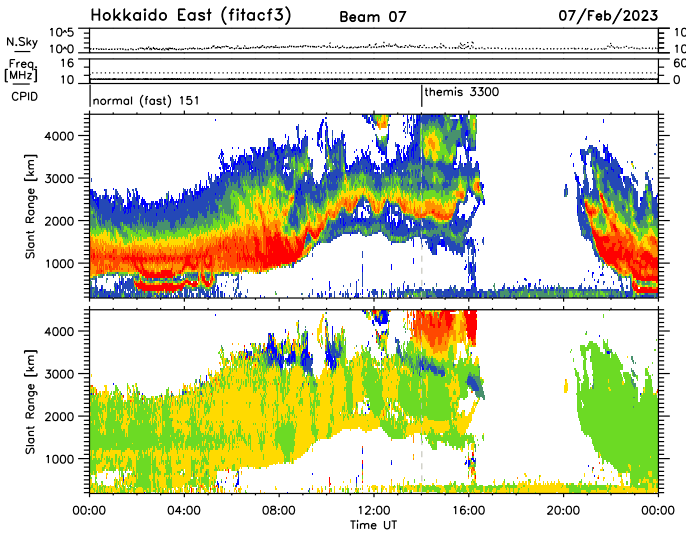 Hokkaido East (fitacf3) Beam 07 07/Feb/2023
N.Sky 10^5 10^0 10 10
Freq. [MHz] 16 10 60 0
CPID normal (fast) 151 themis 3300
Slant Range [km] 4000 3000 2000 1000
Slant Range [km] 4000 3000 2000 1000
00:00 04:00 08:00 12:00 16:00 20:00 00:00
Time UT